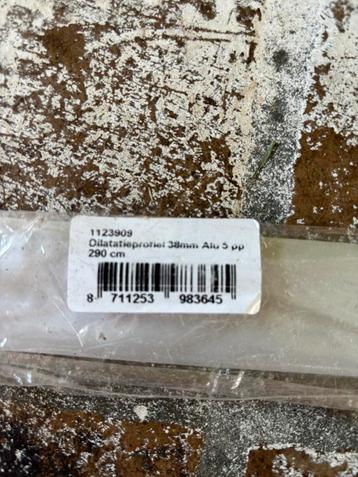 1123909
Dilatatieprofiel 38mm Alu 5 pp
290 cm
8 711253 983645